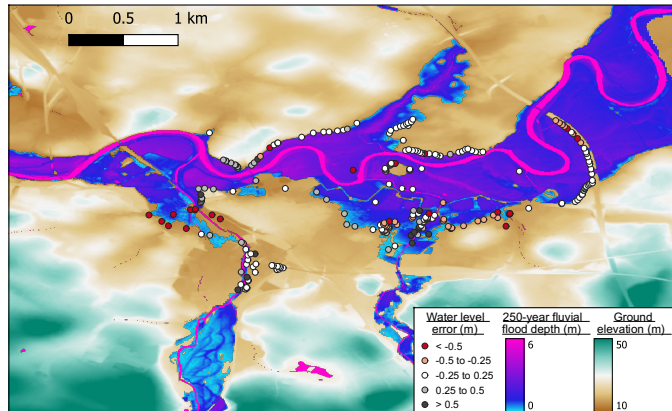 0 0.5 1 km
Water level error (m)
< -0.5
-0.5 to -0.25
-0.25 to 0.25
0.25 to 0.5
> 0.5
250-year fluvial flood depth (m)
6
0
Ground elevation (m)
50
10